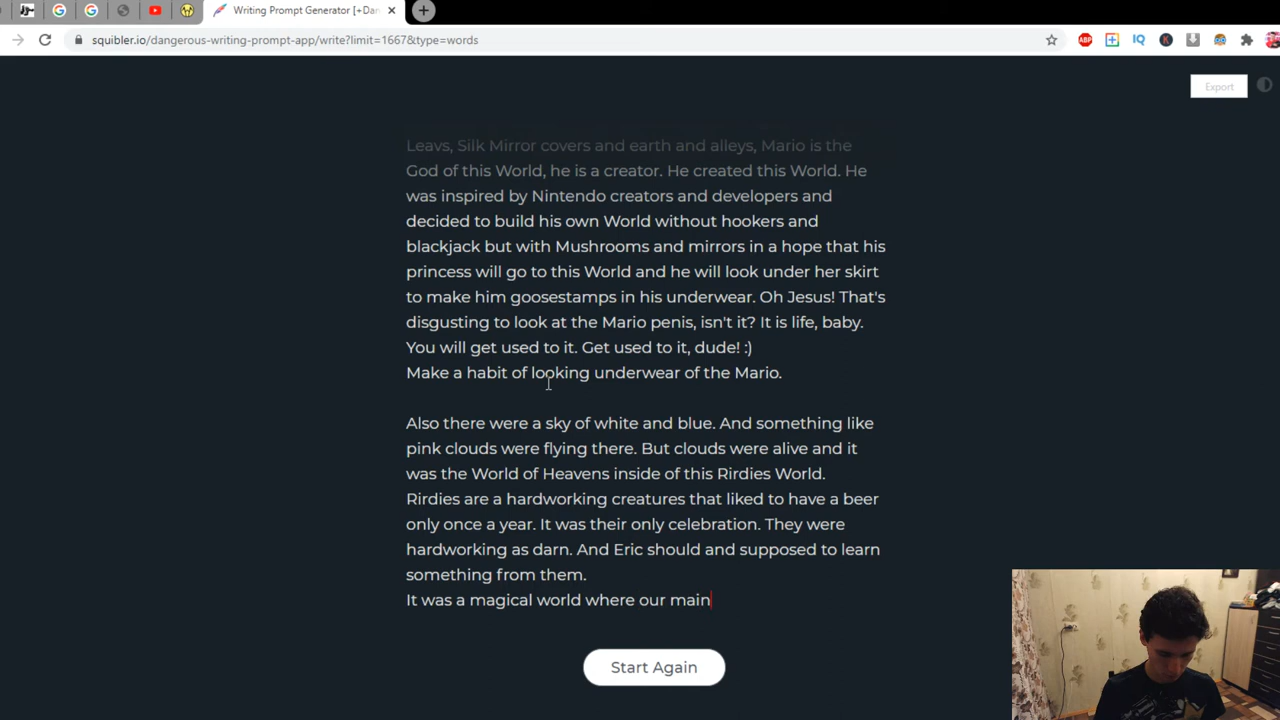 Writing Prompt Generator [+Dan
squibler.io/dangerous-writing-prompt-app/write?limit=1667&type=words
ABP
IQ
K
Export
Leavs, Silk Mirror covers and earth and alleys, Mario is the
God of this World, he is a creator. He created this World. He
was inspired by Nintendo creators and developers and
decided to build his own World without hookers and
blackjack but with Mushrooms and mirrors in a hope that his
princess will go to this World and he will look under her skirt
to make him goosestamps in his underwear. Oh Jesus! That's
disgusting to look at the Mario penis, isn't it? It is life, baby.
You will get used to it. Get used to it, dude! :)
Make a habit of looking underwear of the Mario.
Also there were a sky of white and blue. And something like
pink clouds were flying there. But clouds were alive and it
was the World of Heavens inside of this Rirdies World.
Rirdies are a hardworking creatures that liked to have a beer
only once a year. It was their only celebration. They were
hardworking as darn. And Eric should and supposed to learn
something from them.
It was a magical world where our main
Start Again